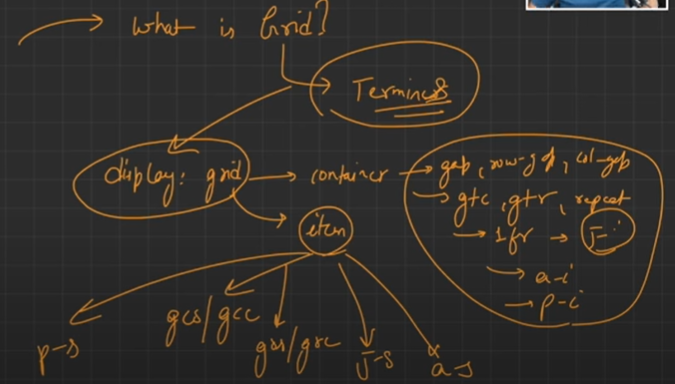 What is Grid?
Terminus
display: grid → container → gap, row-gap, col-gap
→ gtc, gtr, repeat
→ 1fr → J-i
item
→ a-i
→ p-i
gcs/gce
grs/gre
p-s
J-s
a-s